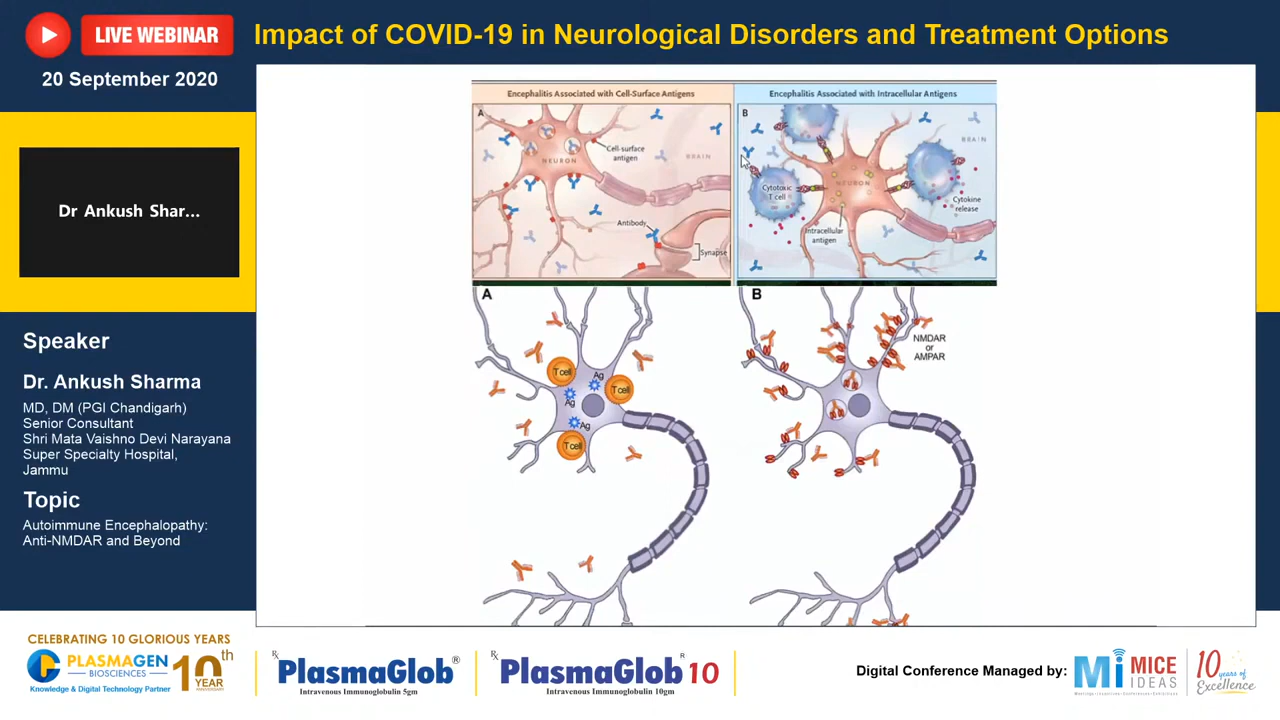 LIVE WEBINAR
Impact of COVID-19 in Neurological Disorders and Treatment Options
20 September 2020
Dr Ankush Shar...
Speaker
Dr. Ankush Sharma
MD, DM (PGI Chandigarh)
Senior Consultant
Shri Mata Vaishno Devi Narayana
Super Specialty Hospital,
Jammu
Topic
Autoimmune Encephalopathy:
Anti-NMDAR and Beyond
Encephalitis Associated with Cell-Surface Antigens
A
NEURON
Cell-surface
antigen
BRAIN
Antibody
Synapse
Encephalitis Associated with Intracellular Antigens
B
BRAIN
NEURON
Cytotoxic
T cell
Cytokine
release
Intracellular
antigen
A
T cell
Ag
T cell
Ag
Ag
T cell
B
NMDAR
or
AMPAR
CELEBRATING 10 GLORIOUS YEARS
PLASMAGEN
BIOSCIENCES
10th
YEAR
ANNIVERSARY
Knowledge & Digital Technology Partner
Rx
PlasmaGlob®
Intravenous Immunoglobulin 5gm
Rx
PlasmaGlob R 10
Intravenous Immunoglobulin 10gm
Digital Conference Managed by:
Mi MICE
IDEAS
10 years of
Excellence